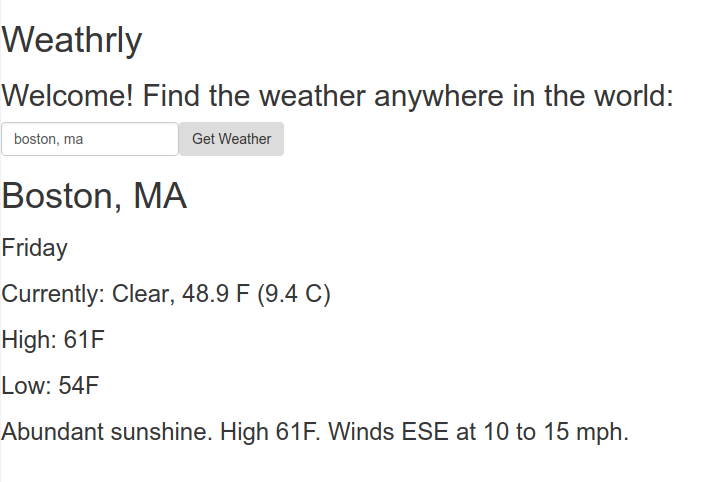 Weathrly
Welcome! Find the weather anywhere in the world:
boston, ma Get Weather
Boston, MA
Friday
Currently: Clear, 48.9 F (9.4 C)
High: 61F
Low: 54F
Abundant sunshine. High 61F. Winds ESE at 10 to 15 mph.